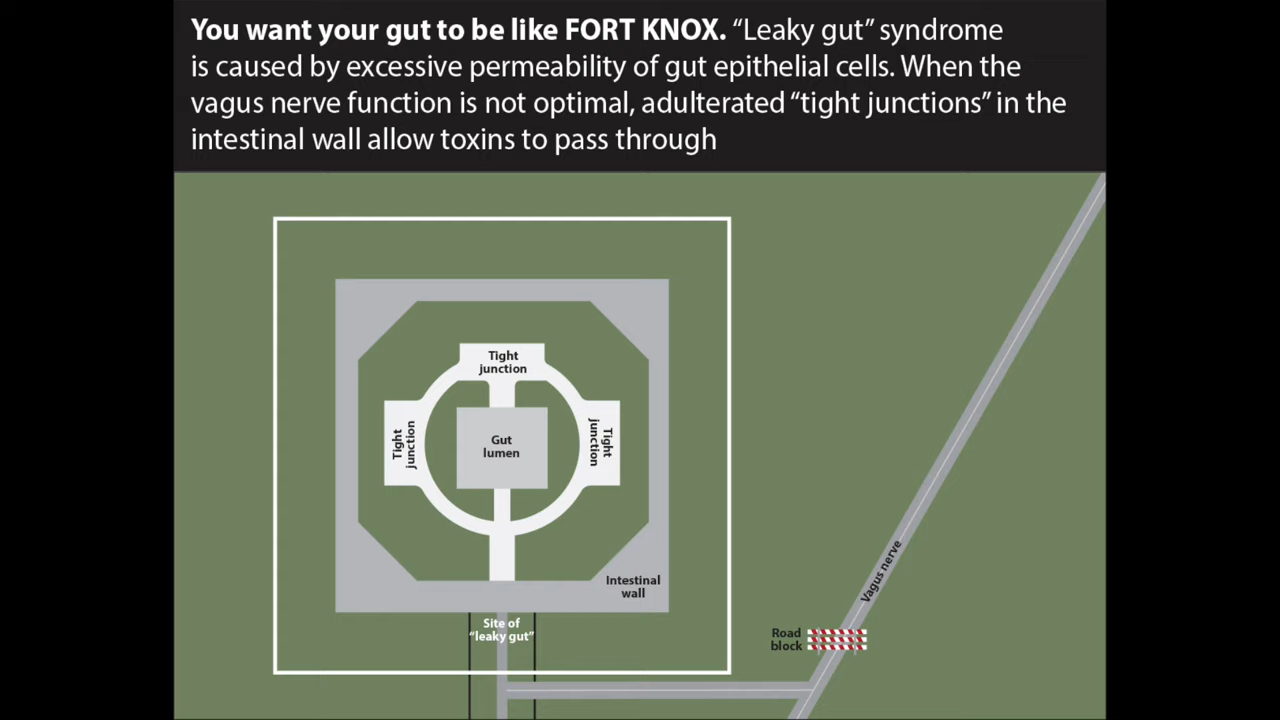 You want your gut to be like FORT KNOX. “Leaky gut” syndrome
is caused by excessive permeability of gut epithelial cells. When the
vagus nerve function is not optimal, adulterated “tight junctions” in the
intestinal wall allow toxins to pass through
Tight
junction
Tight
junction
Gut
lumen
Tight
junction
Intestinal
wall
Site of
“leaky gut”
Vagus nerve
Road
block